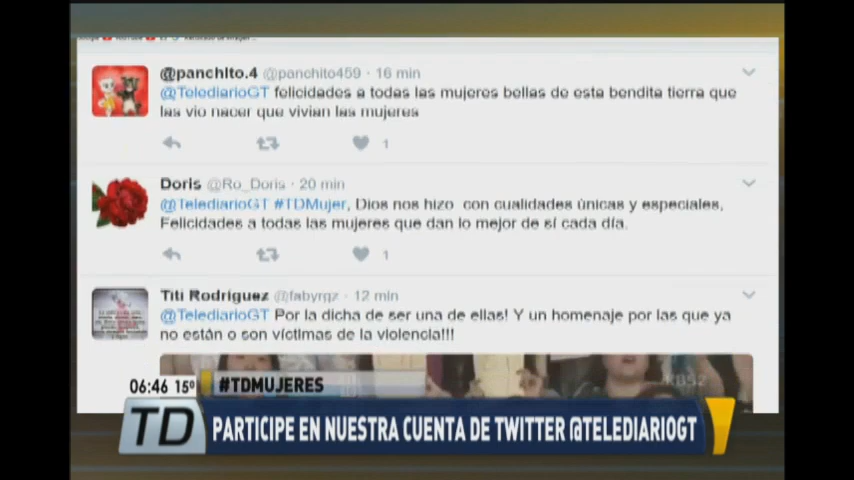 @panchito.4 @panchito459 · 16 min
@TelediarioGT felicidades a todas las mujeres bellas de esta bendita tierra que
las vio nacer que vivian las mujeres
1
Doris @Ro_Doris · 20 min
@TelediarioGT #TDMujer, Dios nos hizo con cualidades únicas y especiales,
Felicidades a todas las mujeres que dan lo mejor de sí cada día.
1
Titi Rodríguez @fabyrgz · 12 min
@TelediarioGT Por la dicha de ser una de ellas! Y un homenaje por las que ya
no están o son víctimas de la violencia!!!
06:46 15º #TDMUJERES
TD PARTICIPE EN NUESTRA CUENTA DE TWITTER @TELEDIARIOGT